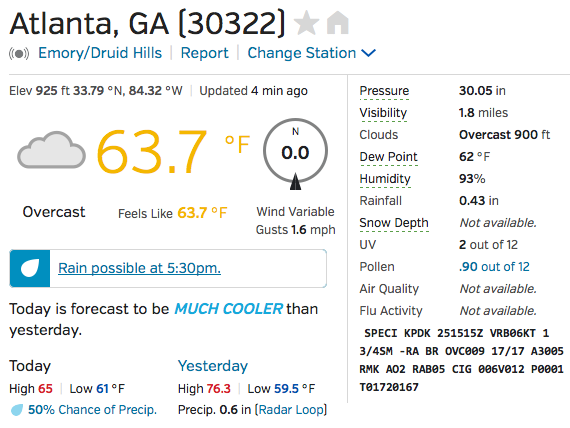 Atlanta, GA (30322)
Emory/Druid Hills | Report | Change Station
Elev 925 ft 33.79 °N, 84.32 °W | Updated 4 min ago
63.7 °F
N
0.0
Overcast
Feels Like 63.7 °F
Wind Variable
Gusts 1.6 mph
Rain possible at 5:30pm.
Today is forecast to be MUCH COOLER than
yesterday.
Today
High 65 | Low 61 °F
50% Chance of Precip.
Yesterday
High 76.3 | Low 59.5 °F
Precip. 0.6 in (Radar Loop)
Pressure 30.05 in
Visibility 1.8 miles
Clouds Overcast 900 ft
Dew Point 62 °F
Humidity 93%
Rainfall 0.43 in
Snow Depth Not available.
UV 2 out of 12
Pollen .90 out of 12
Air Quality Not available.
Flu Activity Not available.
SPECI KPDK 251515Z VRB06KT 1
3/4SM -RA BR OVC009 17/17 A3005
RMK AO2 RAB05 CIG 006V012 P0001
T01720167